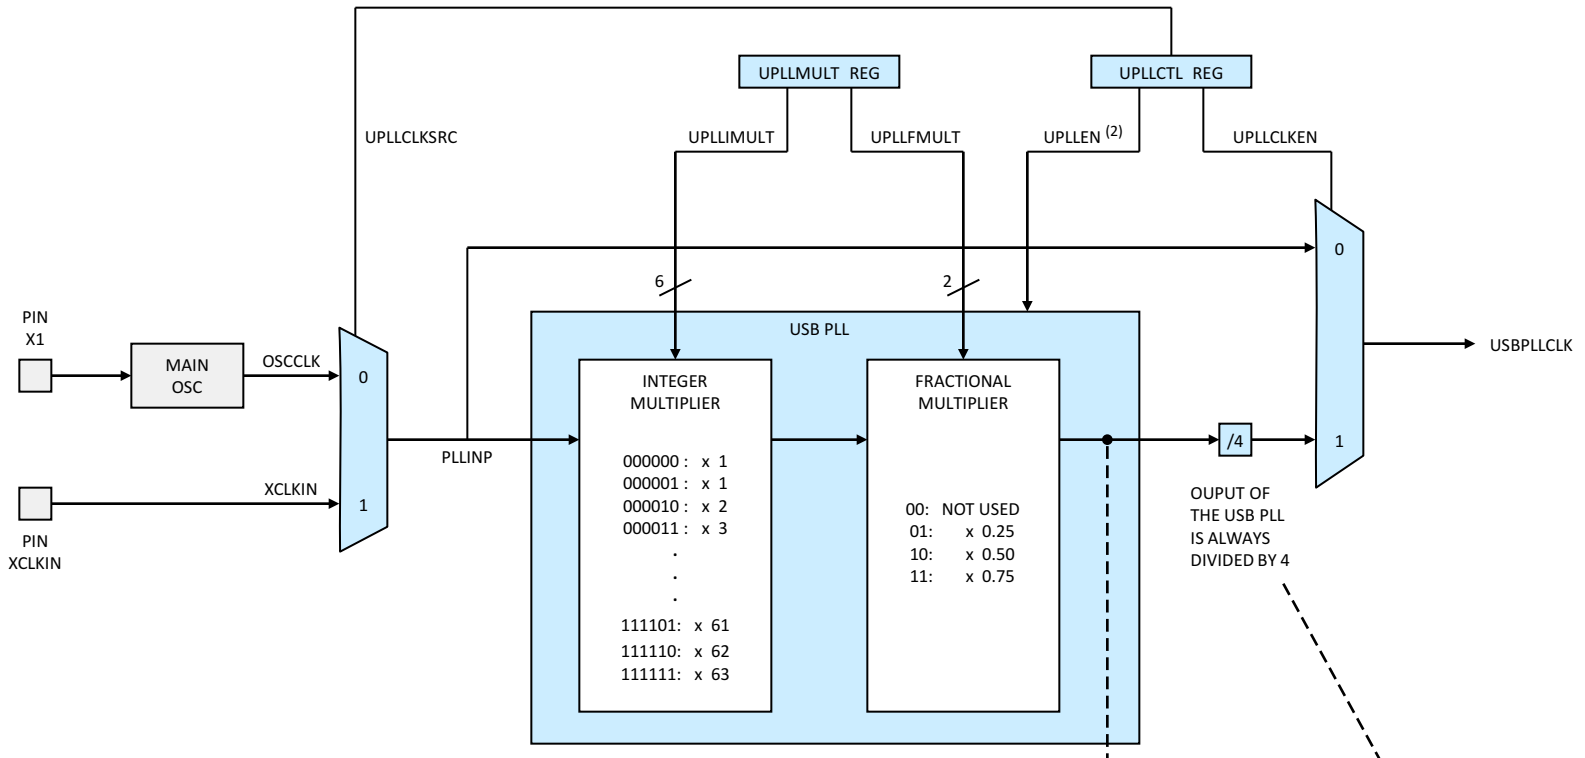 UPLLMULT REG
UPLLCTL REG
UPLLCLKSRC
UPLLIMULT
UPLLFMULT
UPLLEN (2)
UPLLCLKEN
0
6
2
PIN
X1
USB PLL
USBPLLCLK
MAIN
OSC
OSCCLK
0
INTEGER
MULTIPLIER
FRACTIONAL
MULTIPLIER
PLLINP
/4
1
000000 : x 1
000001 : x 1
000010 : x 2
000011 : x 3
.
.
.
111101: x 61
111110: x 62
111111: x 63
00: NOT USED
01: x 0.25
10: x 0.50
11: x 0.75
XCLKIN
1
PIN
XCLKIN
OUPUT OF
THE USB PLL
IS ALWAYS
DIVIDED BY 4